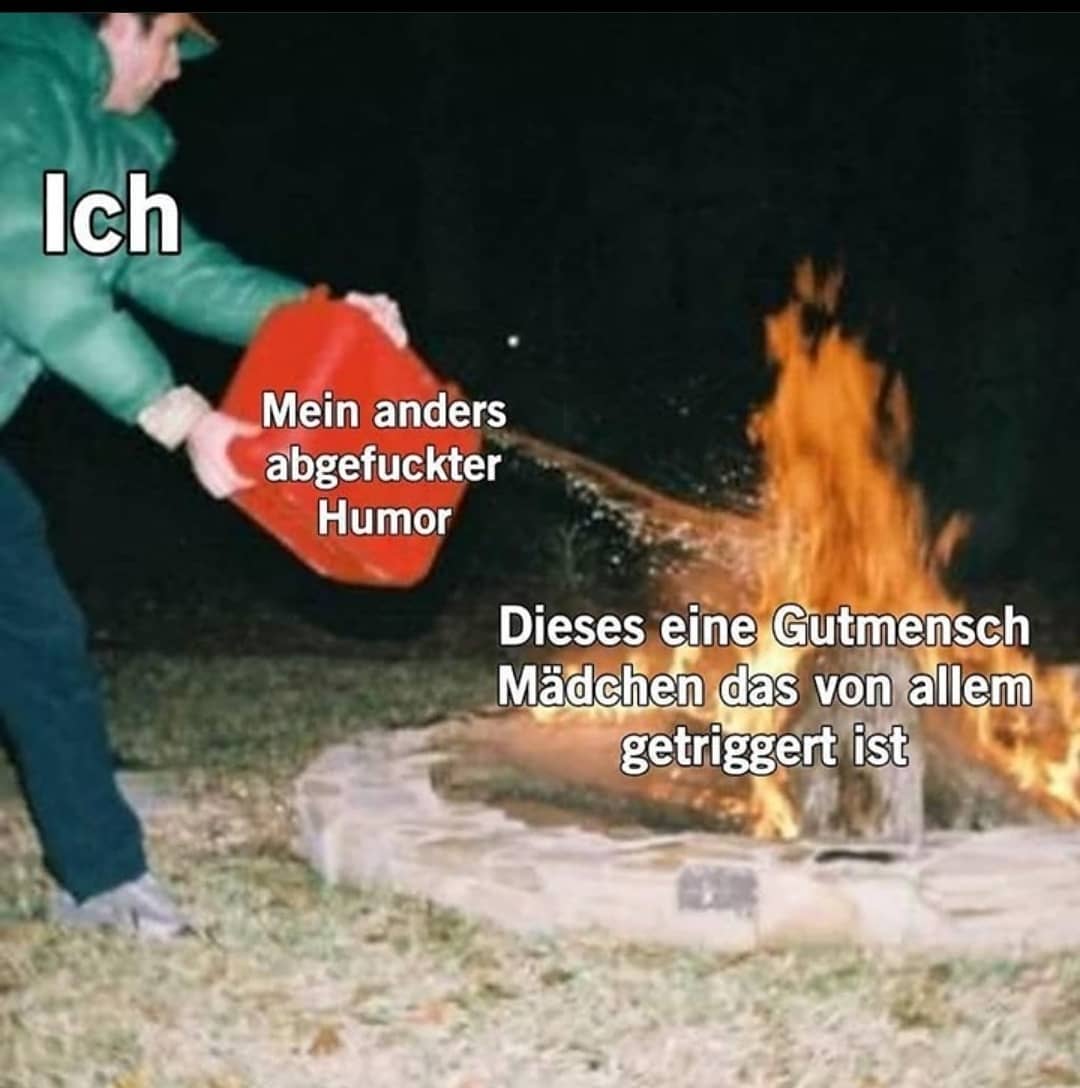 Ich
Mein anders
abgefuckter
Humor
Dieses eine Gutmensch
Mädchen das von allem
getriggert ist